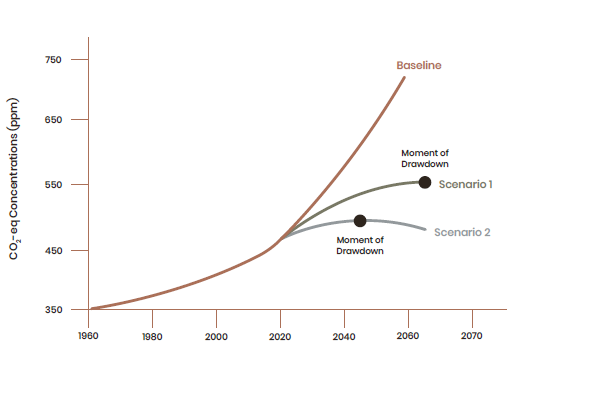 CO2-eq Concentrations (ppm)
750
650
550
450
350
1960
1980
2000
2020
2040
2060
2070
Baseline
Moment of
Drawdown
Scenario 1
Moment of
Drawdown
Scenario 2